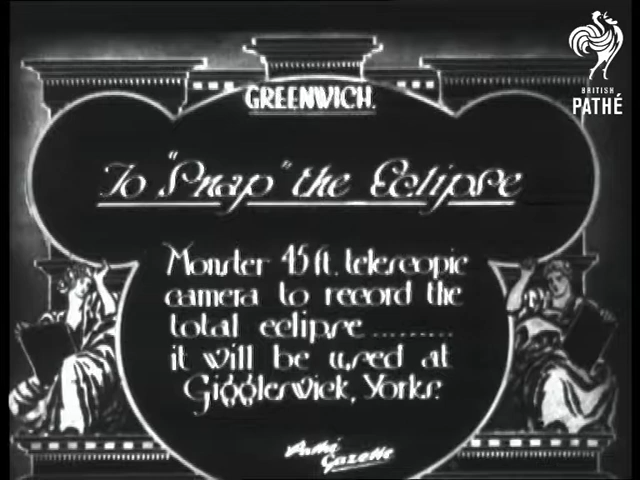 BRITISH
PATHÉ
GREENWICH.
To "Snap" the Eclipse
Monster 45 ft. telescopic
camera to record the
total eclipse .........
it will be used at
Giggleswick, Yorks.
Pathé
Gazette